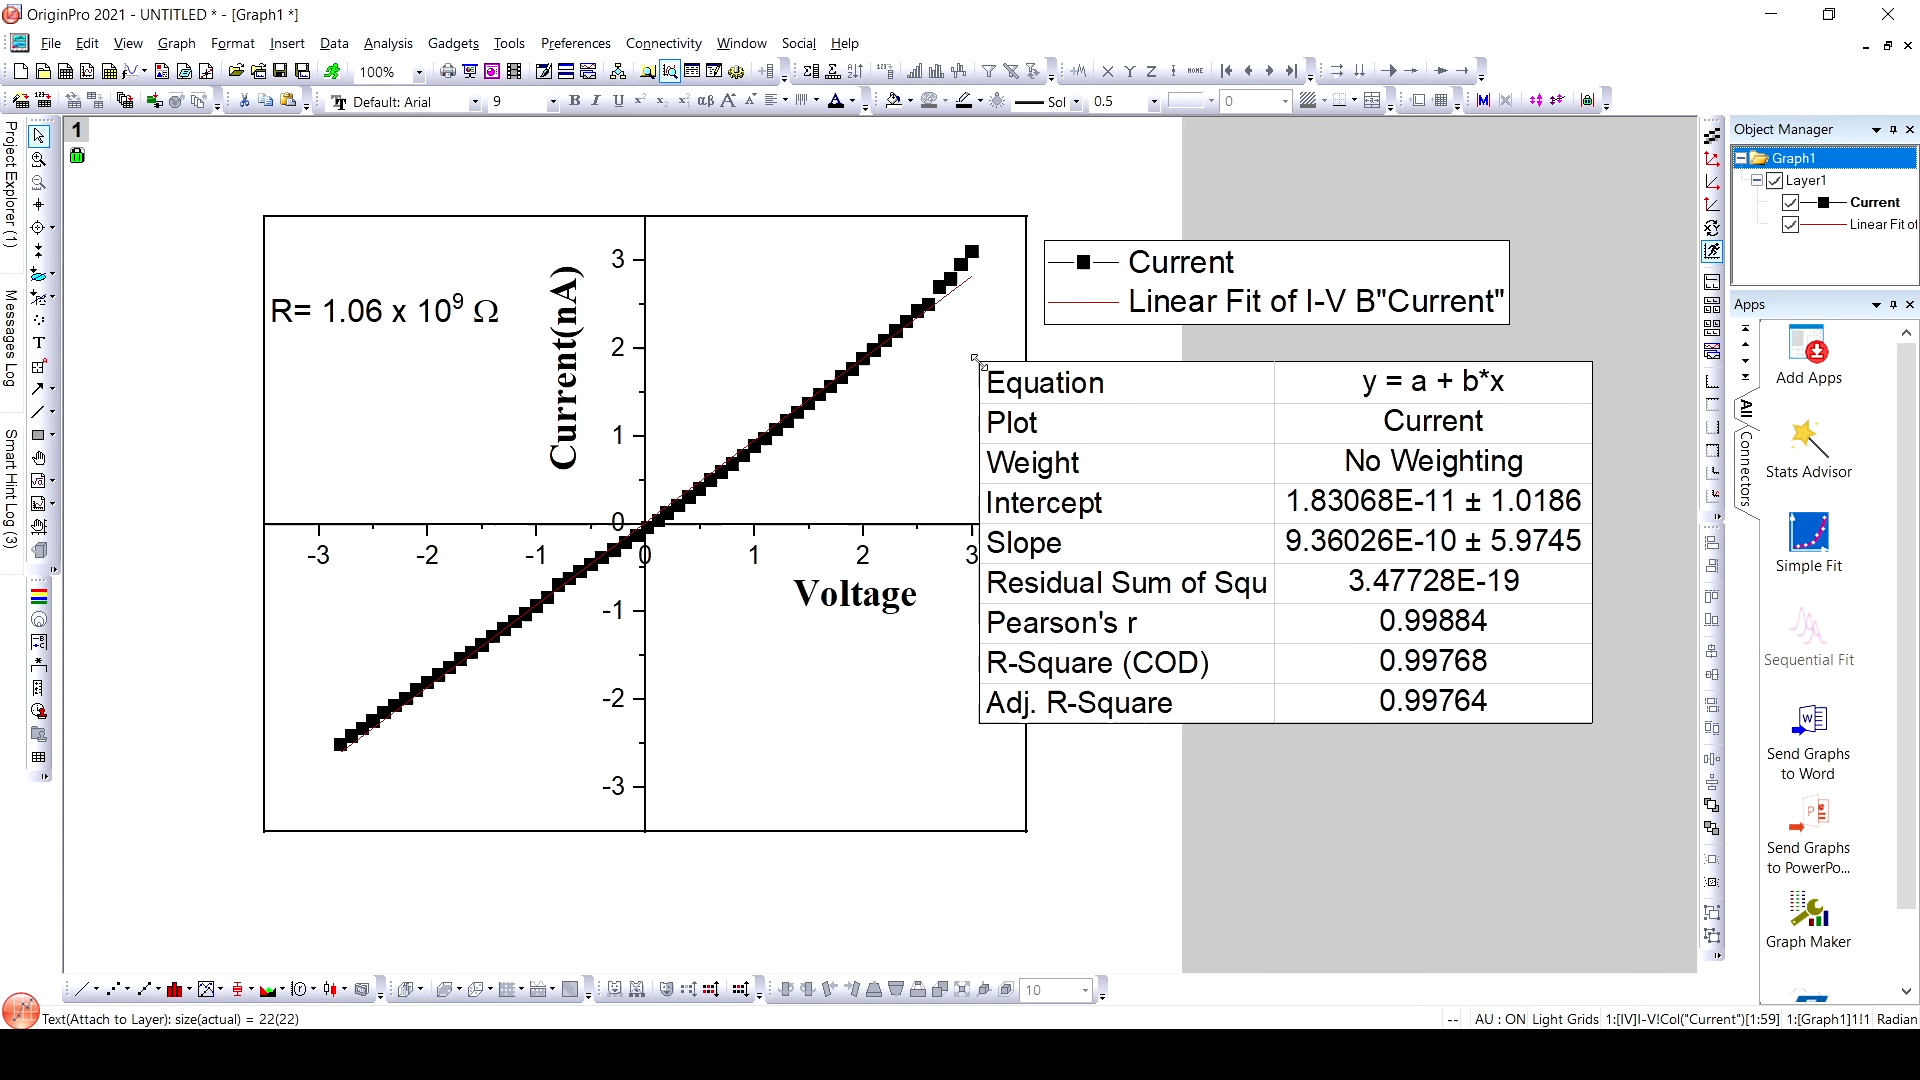 OriginPro 2021 - UNTITLED * - [Graph1 *]
File Edit View Graph Format Insert Data Analysis Gadgets Tools Preferences Connectivity Window Social Help
100%
Default: Arial 9 B I U Sol 0.5 0
Project Explorer (1)
Messages Log
Smart Hint Log (3)
1
R= 1.06 x 10⁹ Ω
Current(nA)
3
2
1
0
-1
-2
-3
-3 -2 -1 0 1 2 3
Voltage
Current
Linear Fit of I-V B"Current"
Equation y = a + b*x
Plot Current
Weight No Weighting
Intercept 1.83068E-11 ± 1.0186
Slope 9.36026E-10 ± 5.9745
Residual Sum of Squ 3.47728E-19
Pearson's r 0.99884
R-Square (COD) 0.99768
Adj. R-Square 0.99764
Object Manager
Graph1
Layer1
Current
Linear Fit of
Apps
All
Connectors
Add Apps
Stats Advisor
Simple Fit
Sequential Fit
Send Graphs
to Word
Send Graphs
to PowerPo...
Graph Maker
10
Text(Attach to Layer): size(actual) = 22(22)
-- AU : ON Light Grids 1:[IV]I-V!Col("Current")[1:59] 1:[Graph1]1!1 Radian